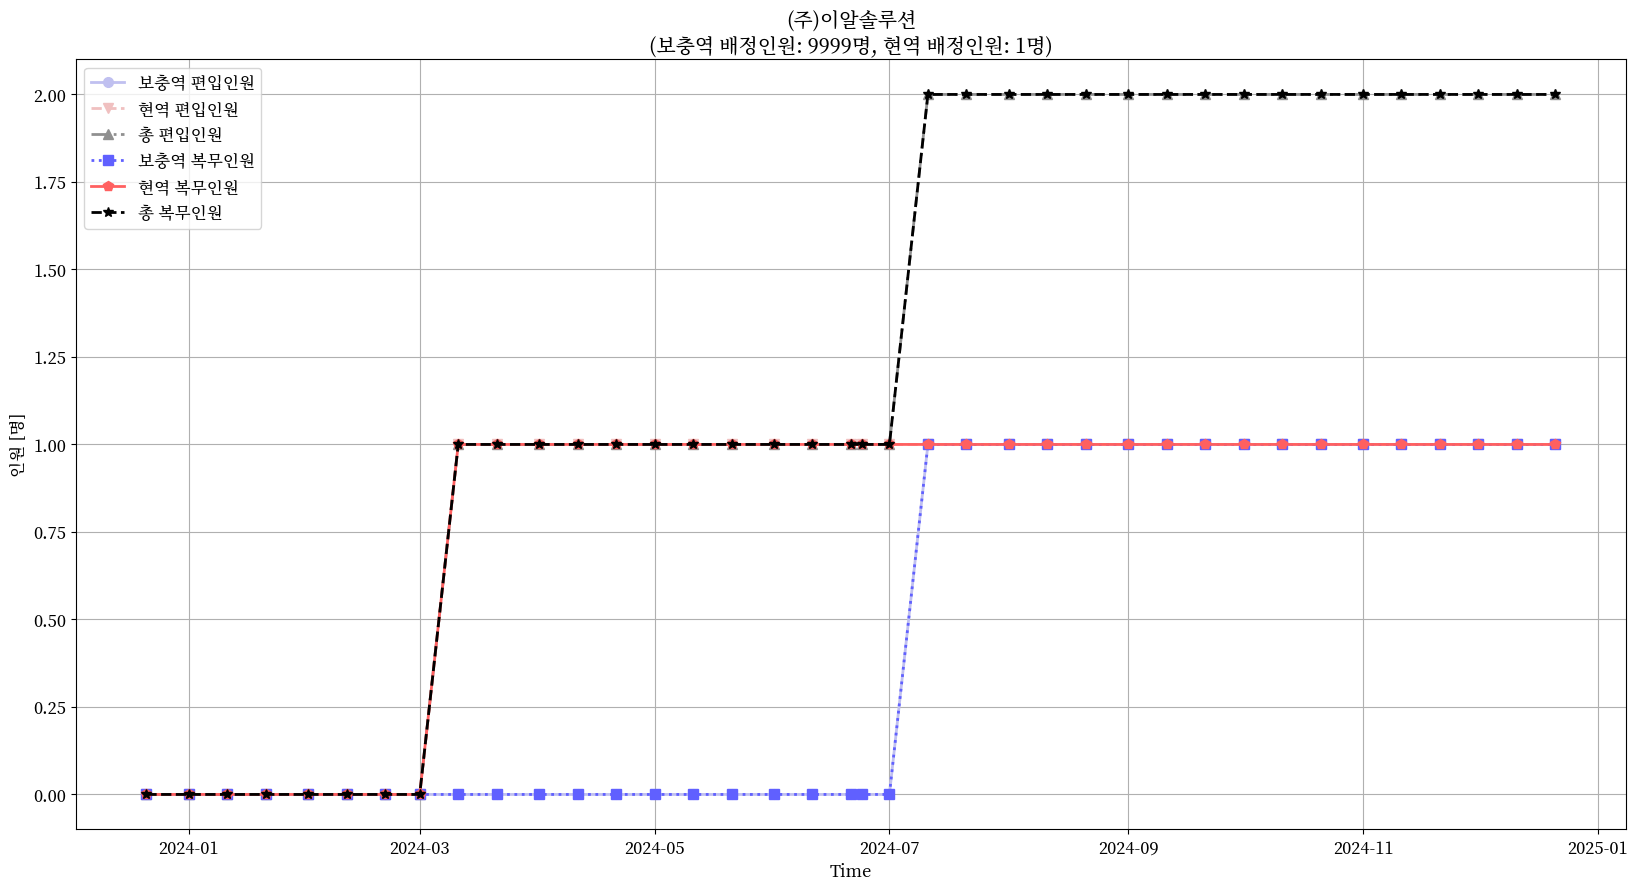 (주)이알솔루션
(보충역 배정인원: 9999명, 현역 배정인원: 1명)
보충역 편입인원
현역 편입인원
총 편입인원
보충역 복무인원
현역 복무인원
총 복무인원
2.00
1.75
1.50
1.25
1.00
0.75
0.50
0.25
0.00
인원 [명]
2024-01
2024-03
2024-05
2024-07
2024-09
2024-11
2025-01
Time